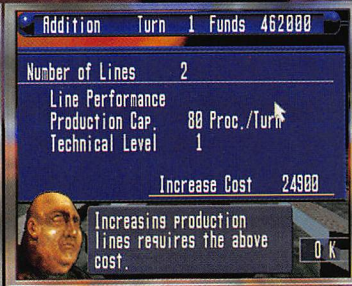 Addition Turn 1 Funds 462000
Number of Lines 2
Line Performance
Production Cap. 80 Proc./Turn
Technical Level 1
Increase Cost 24900
Increasing production
lines requires the above
cost.
OK